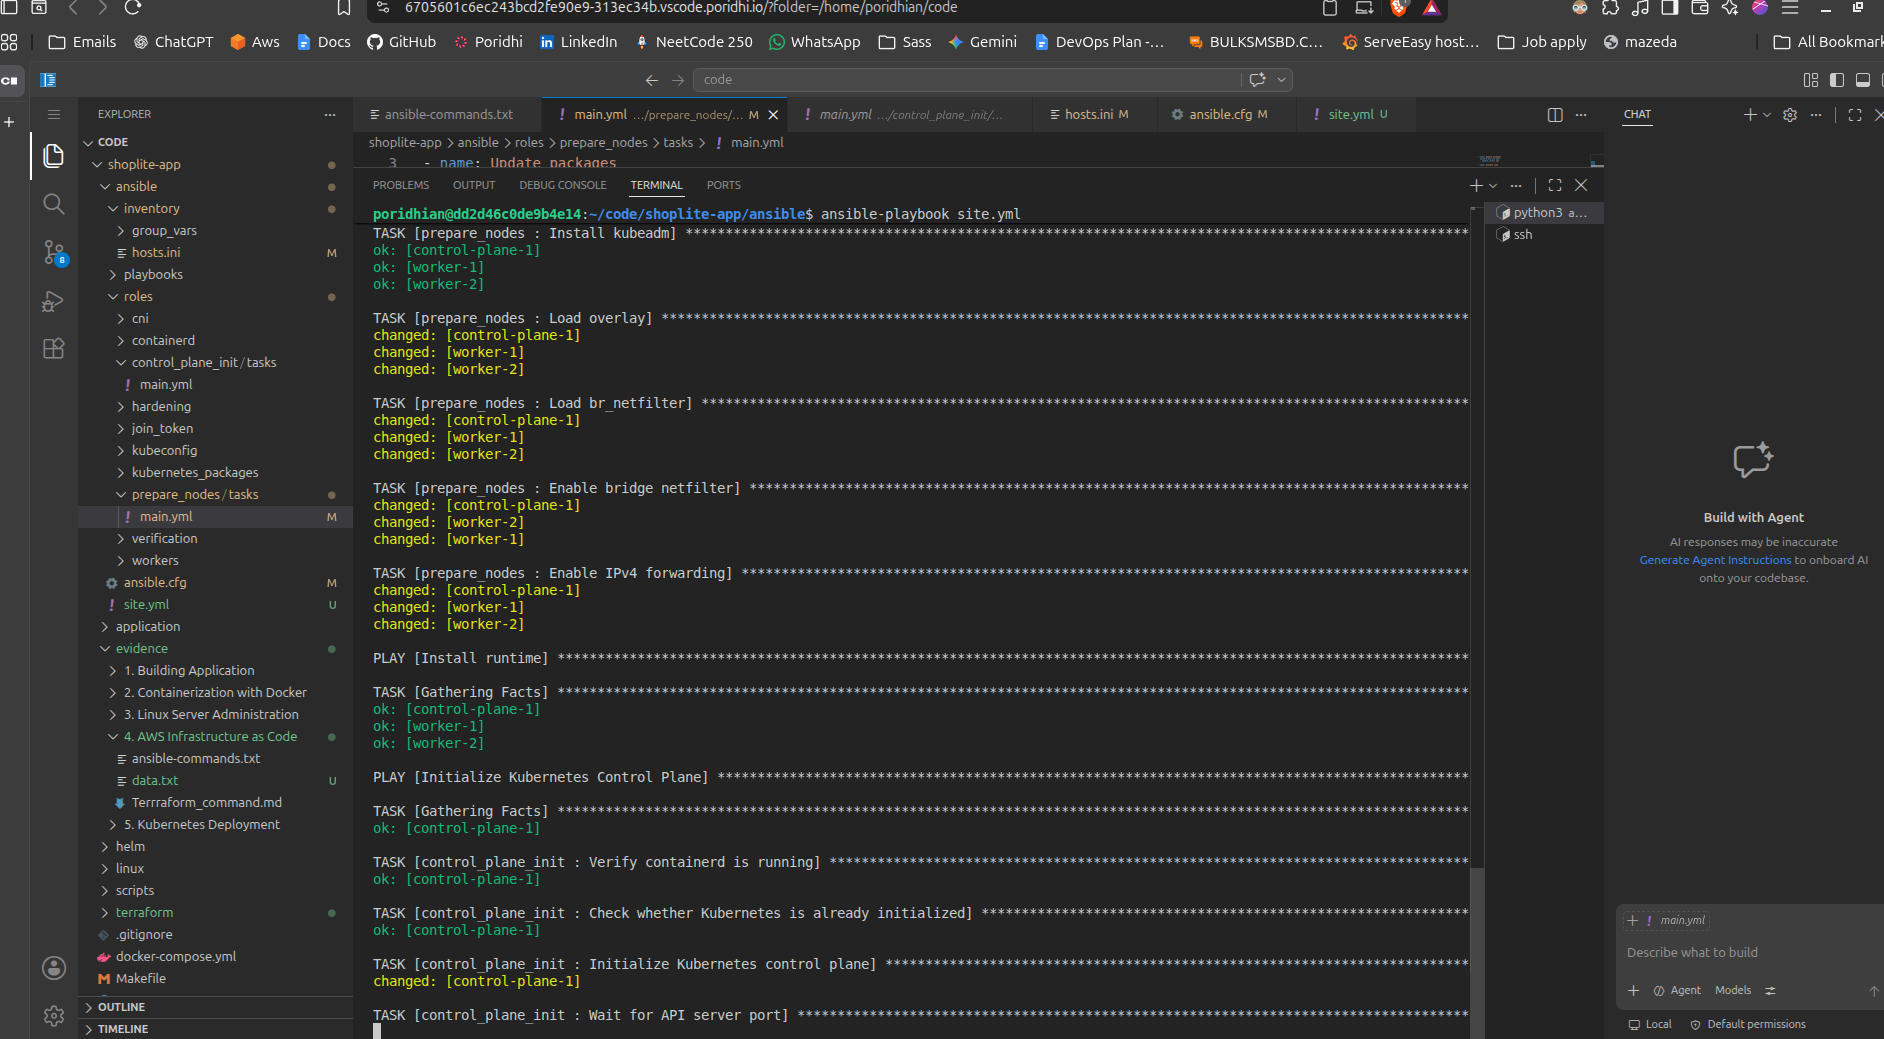 6705601c6ec243bcd2fe90e9-313ec34b.vscode.poridhi.io/?folder=/home/poridhian/code
Emails ChatGPT Aws Docs GitHub Poridhi LinkedIn NeetCode 250 WhatsApp Sass Gemini DevOps Plan -... BULKSMSBD.C... ServeEasy host... Job apply mazeda All Bookmark
code
EXPLORER
ansible-commands.txt
main.yml .../prepare_nodes/... M
main.yml .../control_plane_init/...
hosts.ini M
ansible.cfg M
site.yml U
CHAT
CODE
shoplite-app
ansible
inventory
group_vars
hosts.ini M
playbooks
roles
cni
containerd
control_plane_init/tasks
main.yml
hardening
join_token
kubeconfig
kubernetes_packages
prepare_nodes/tasks
main.yml M
verification
workers
ansible.cfg M
site.yml U
application
evidence
1. Building Application
2. Containerization with Docker
3. Linux Server Administration
4. AWS Infrastructure as Code
ansible-commands.txt
data.txt U
Terrraform_command.md
5. Kubernetes Deployment
helm
linux
scripts
terraform
.gitignore
docker-compose.yml
Makefile
OUTLINE
TIMELINE
8
shoplite-app > ansible > roles > prepare_nodes > tasks > ! main.yml
3 - name: Update packages
PROBLEMS OUTPUT DEBUG CONSOLE TERMINAL PORTS
poridhian@dd2d46c0de9b4e14:~/code/shoplite-app/ansible$ ansible-playbook site.yml
TASK [prepare_nodes : Install kubeadm] **************************************************************************************************
ok: [control-plane-1]
ok: [worker-1]
ok: [worker-2]
TASK [prepare_nodes : Load overlay] *****************************************************************************************************
changed: [control-plane-1]
changed: [worker-1]
changed: [worker-2]
TASK [prepare_nodes : Load br_netfilter] ************************************************************************************************
changed: [control-plane-1]
changed: [worker-1]
changed: [worker-2]
TASK [prepare_nodes : Enable bridge netfilter] ******************************************************************************************
changed: [control-plane-1]
changed: [worker-2]
changed: [worker-1]
TASK [prepare_nodes : Enable IPv4 forwarding] *******************************************************************************************
changed: [control-plane-1]
changed: [worker-1]
changed: [worker-2]
PLAY [Install runtime] ******************************************************************************************************************
TASK [Gathering Facts] ******************************************************************************************************************
ok: [control-plane-1]
ok: [worker-1]
ok: [worker-2]
PLAY [Initialize Kubernetes Control Plane] **********************************************************************************************
TASK [Gathering Facts] ******************************************************************************************************************
ok: [control-plane-1]
TASK [control_plane_init : Verify containerd is running] ********************************************************************************
ok: [control-plane-1]
TASK [control_plane_init : Check whether Kubernetes is already initialized] *************************************************************
ok: [control-plane-1]
TASK [control_plane_init : Initialize Kubernetes control plane] *************************************************************************
changed: [control-plane-1]
TASK [control_plane_init : Wait for API server port] ************************************************************************************
python3 a...
ssh
Build with Agent
AI responses may be inaccurate
Generate Agent Instructions to onboard AI
onto your codebase.
! main.yml
Describe what to build
Agent Models
Local Default permissions